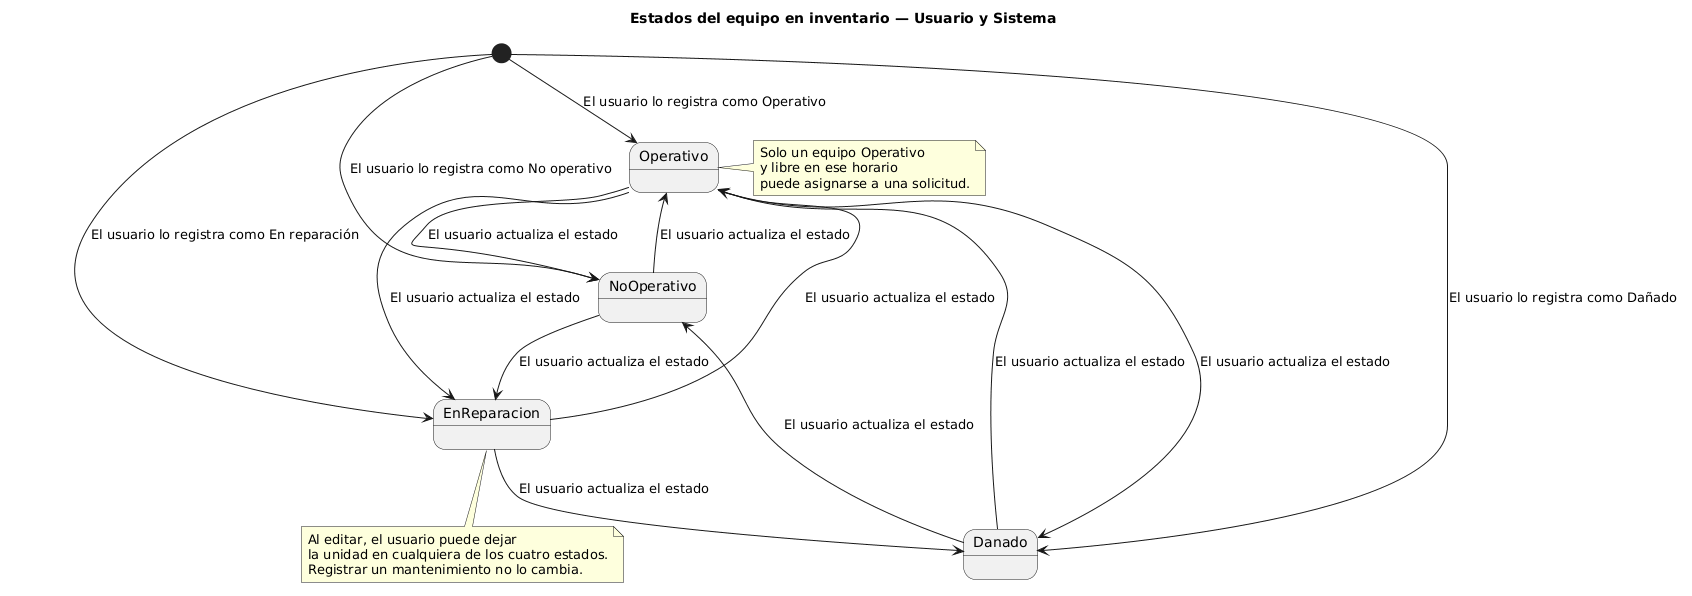 Estados del equipo en inventario — Usuario y Sistema
El usuario lo registra como Operativo
Operativo
Solo un equipo Operativo
y libre en ese horario
puede asignarse a una solicitud.
El usuario lo registra como No operativo
El usuario lo registra como En reparación
El usuario actualiza el estado
El usuario actualiza el estado
NoOperativo
El usuario actualiza el estado
El usuario actualiza el estado
El usuario lo registra como Dañado
El usuario actualiza el estado
El usuario actualiza el estado
El usuario actualiza el estado
EnReparacion
El usuario actualiza el estado
El usuario actualiza el estado
Al editar, el usuario puede dejar
la unidad en cualquiera de los cuatro estados.
Registrar un mantenimiento no lo cambia.
Danado